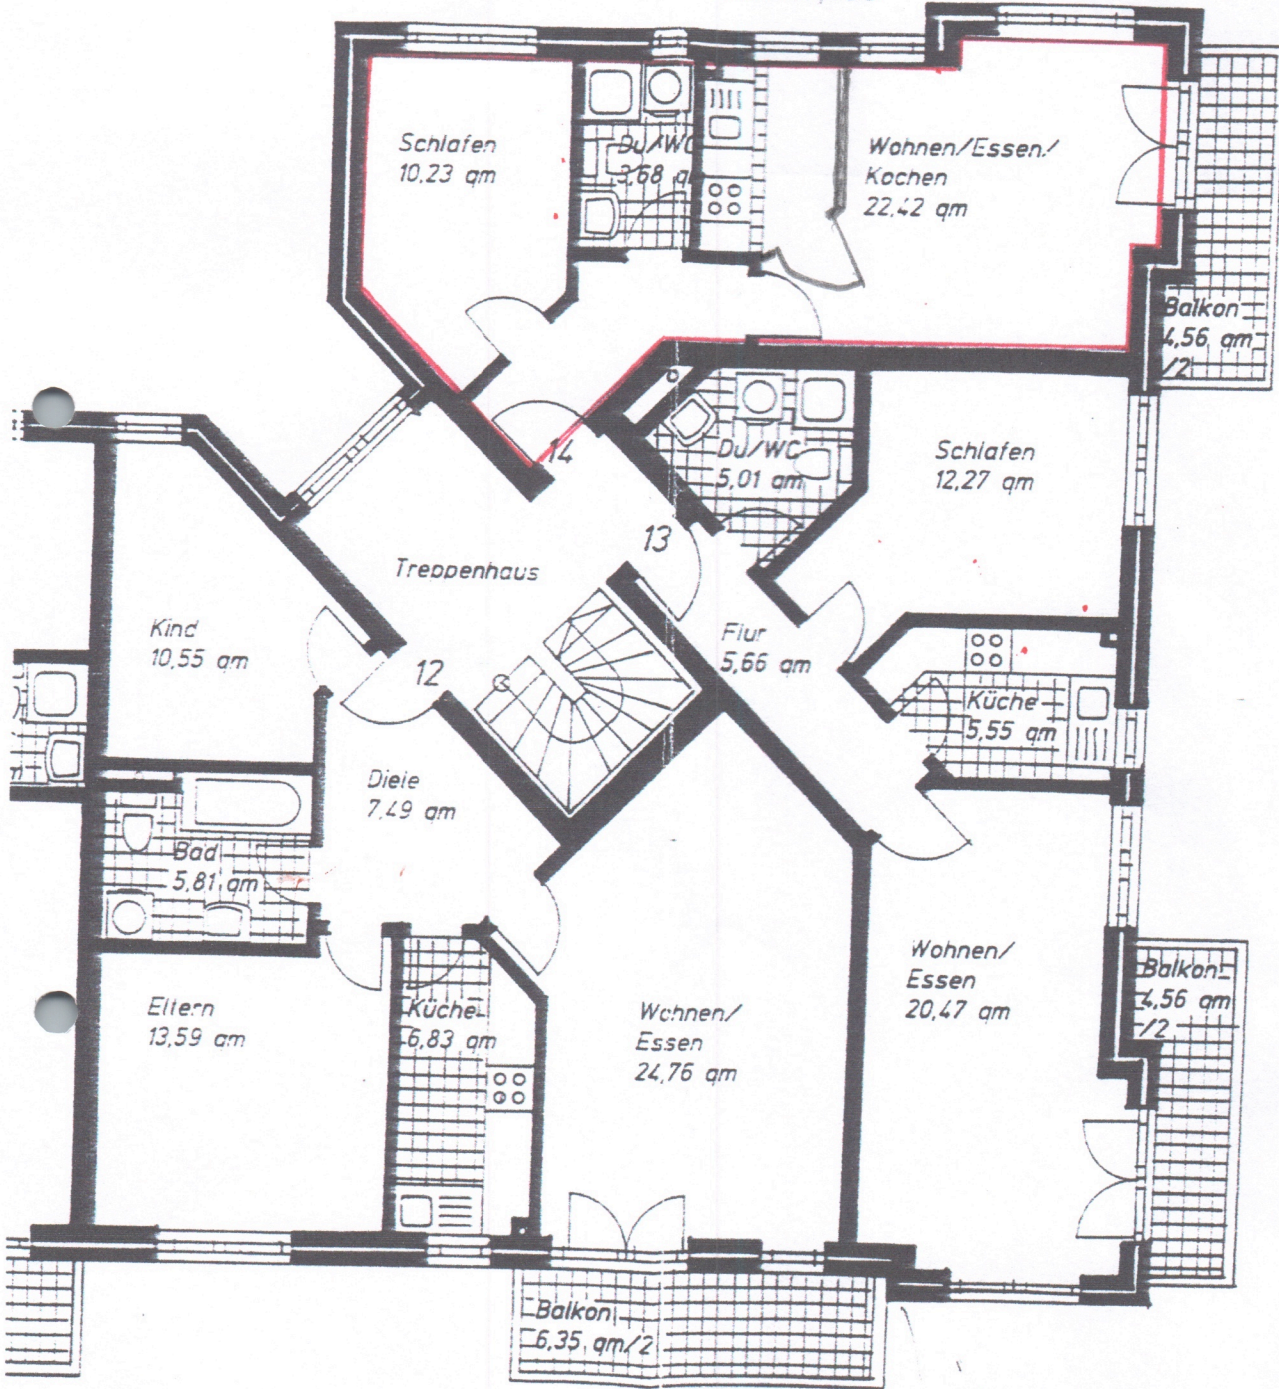 Schlafen
10,23 qm
Du/WC
3,68 q
Wohnen/Essen/
Kochen
22,42 qm
Balkon
4,56 qm
/2
14
Du/WC
5,01 qm
Schlafen
12,27 qm
13
Treppenhaus
Kind
10,55 qm
12
Flur
5,66 qm
Küche
5,55 qm
Diele
7,49 qm
Bad
5,81 qm
Eltern
13,59 qm
Küche
6,83 qm
Wohnen/
Essen
24,76 qm
Wohnen/
Essen
20,47 qm
Balkon
4,56 qm
/2
Balkon
6,35 qm/2